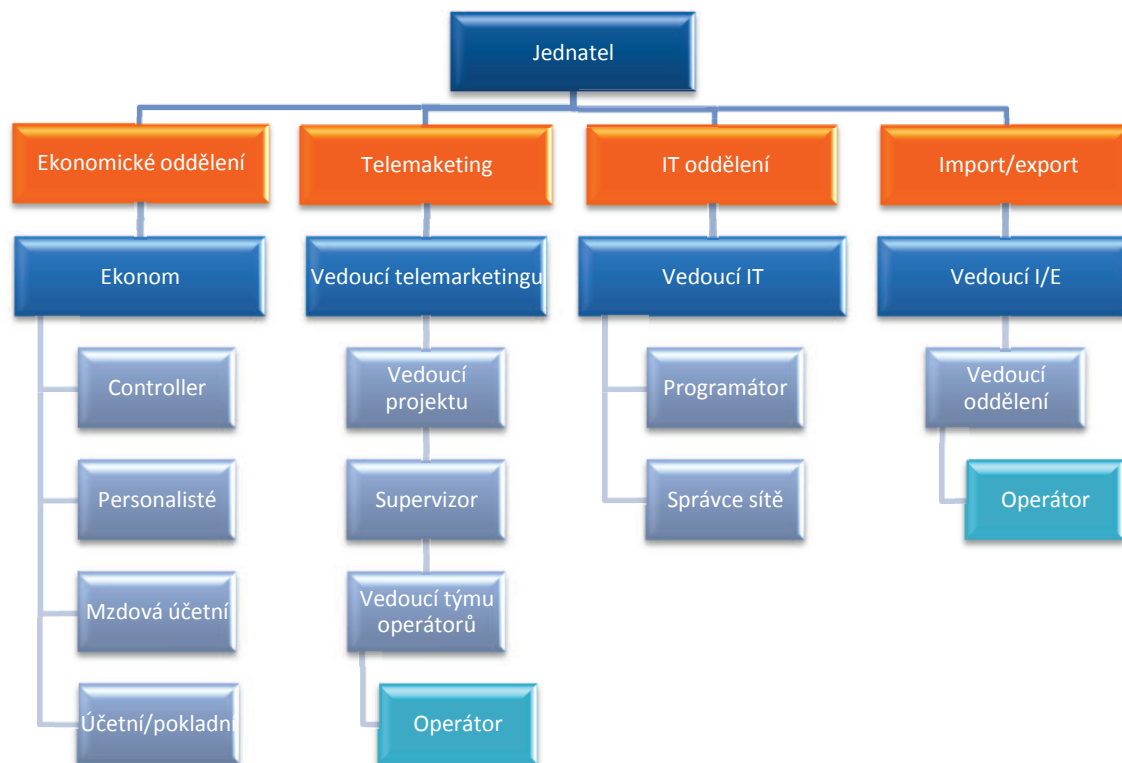 Jednatel
Ekonomické oddělení
Telemaketing
IT oddělení
Import/export
Ekonom
Vedoucí telemarketingu
Vedoucí IT
Vedoucí I/E
Controller
Vedoucí
projektu
Programátor
Vedoucí
oddělení
Personalisté
Supervizor
Správce sítě
Operátor
Mzdová účetní
Vedoucí týmu
operátorů
Účetní/pokladní
Operátor